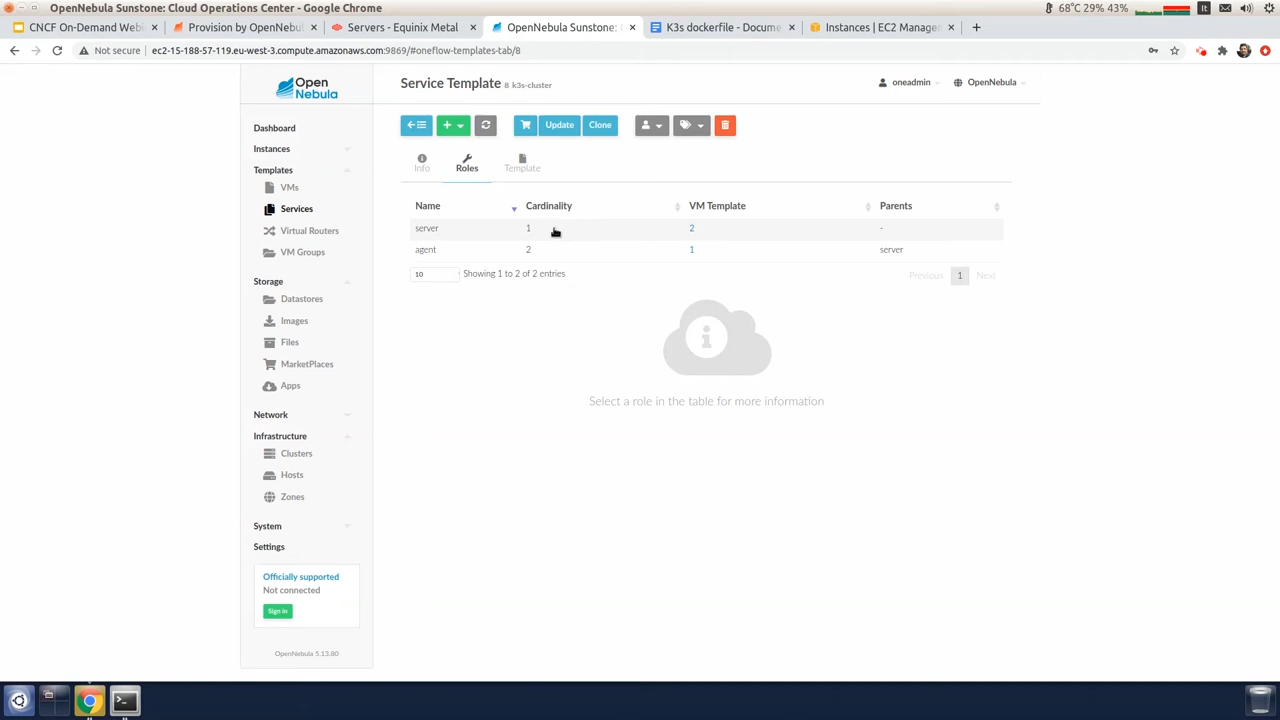 OpenNebula Sunstone: Cloud Operations Center - Google Chrome
68°C 29% 43%
It
CNCF On-Demand Webi
Provision by OpenNebul
Servers - Equinix Metal
OpenNebula Sunstone: C
K3s dockerfile - Docume
Instances | EC2 Manage
Not secure
ec2-15-188-57-119.eu-west-3.compute.amazonaws.com:9869/#oneflow-templates-tab/8
Open
Nebula
Service Template
8 k3s-cluster
oneadmin
OpenNebula
Update
Clone
Dashboard
Instances
Templates
VMs
Services
Virtual Routers
VM Groups
Storage
Datastores
Images
Files
MarketPlaces
Apps
Network
Infrastructure
Clusters
Hosts
Zones
System
Settings
Officially supported
Not connected
Sign in
OpenNebula 5.13.80
Info
Roles
Template
Name Cardinality VM Template Parents
server 1 2 -
agent 2 1 server
10 Showing 1 to 2 of 2 entries
Previous 1 Next
Select a role in the table for more information